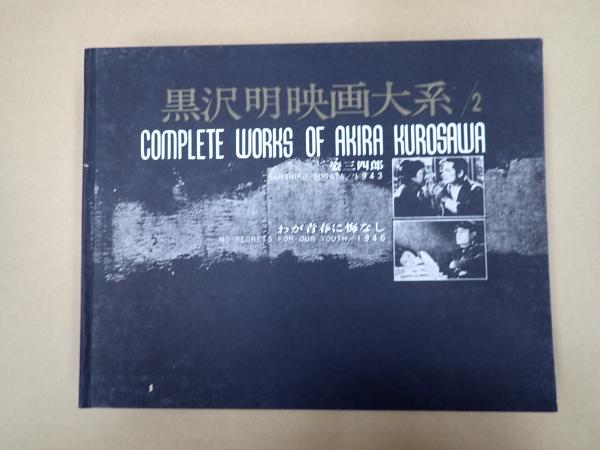 黒沢明映画大系/2
COMPLETE WORKS OF AKIRA KUROSAWA
姿三四郎
SANSHIRO SUGATA/1943
わが青春に悔なし
NO REGRETS FOR OUR YOUTH/1946